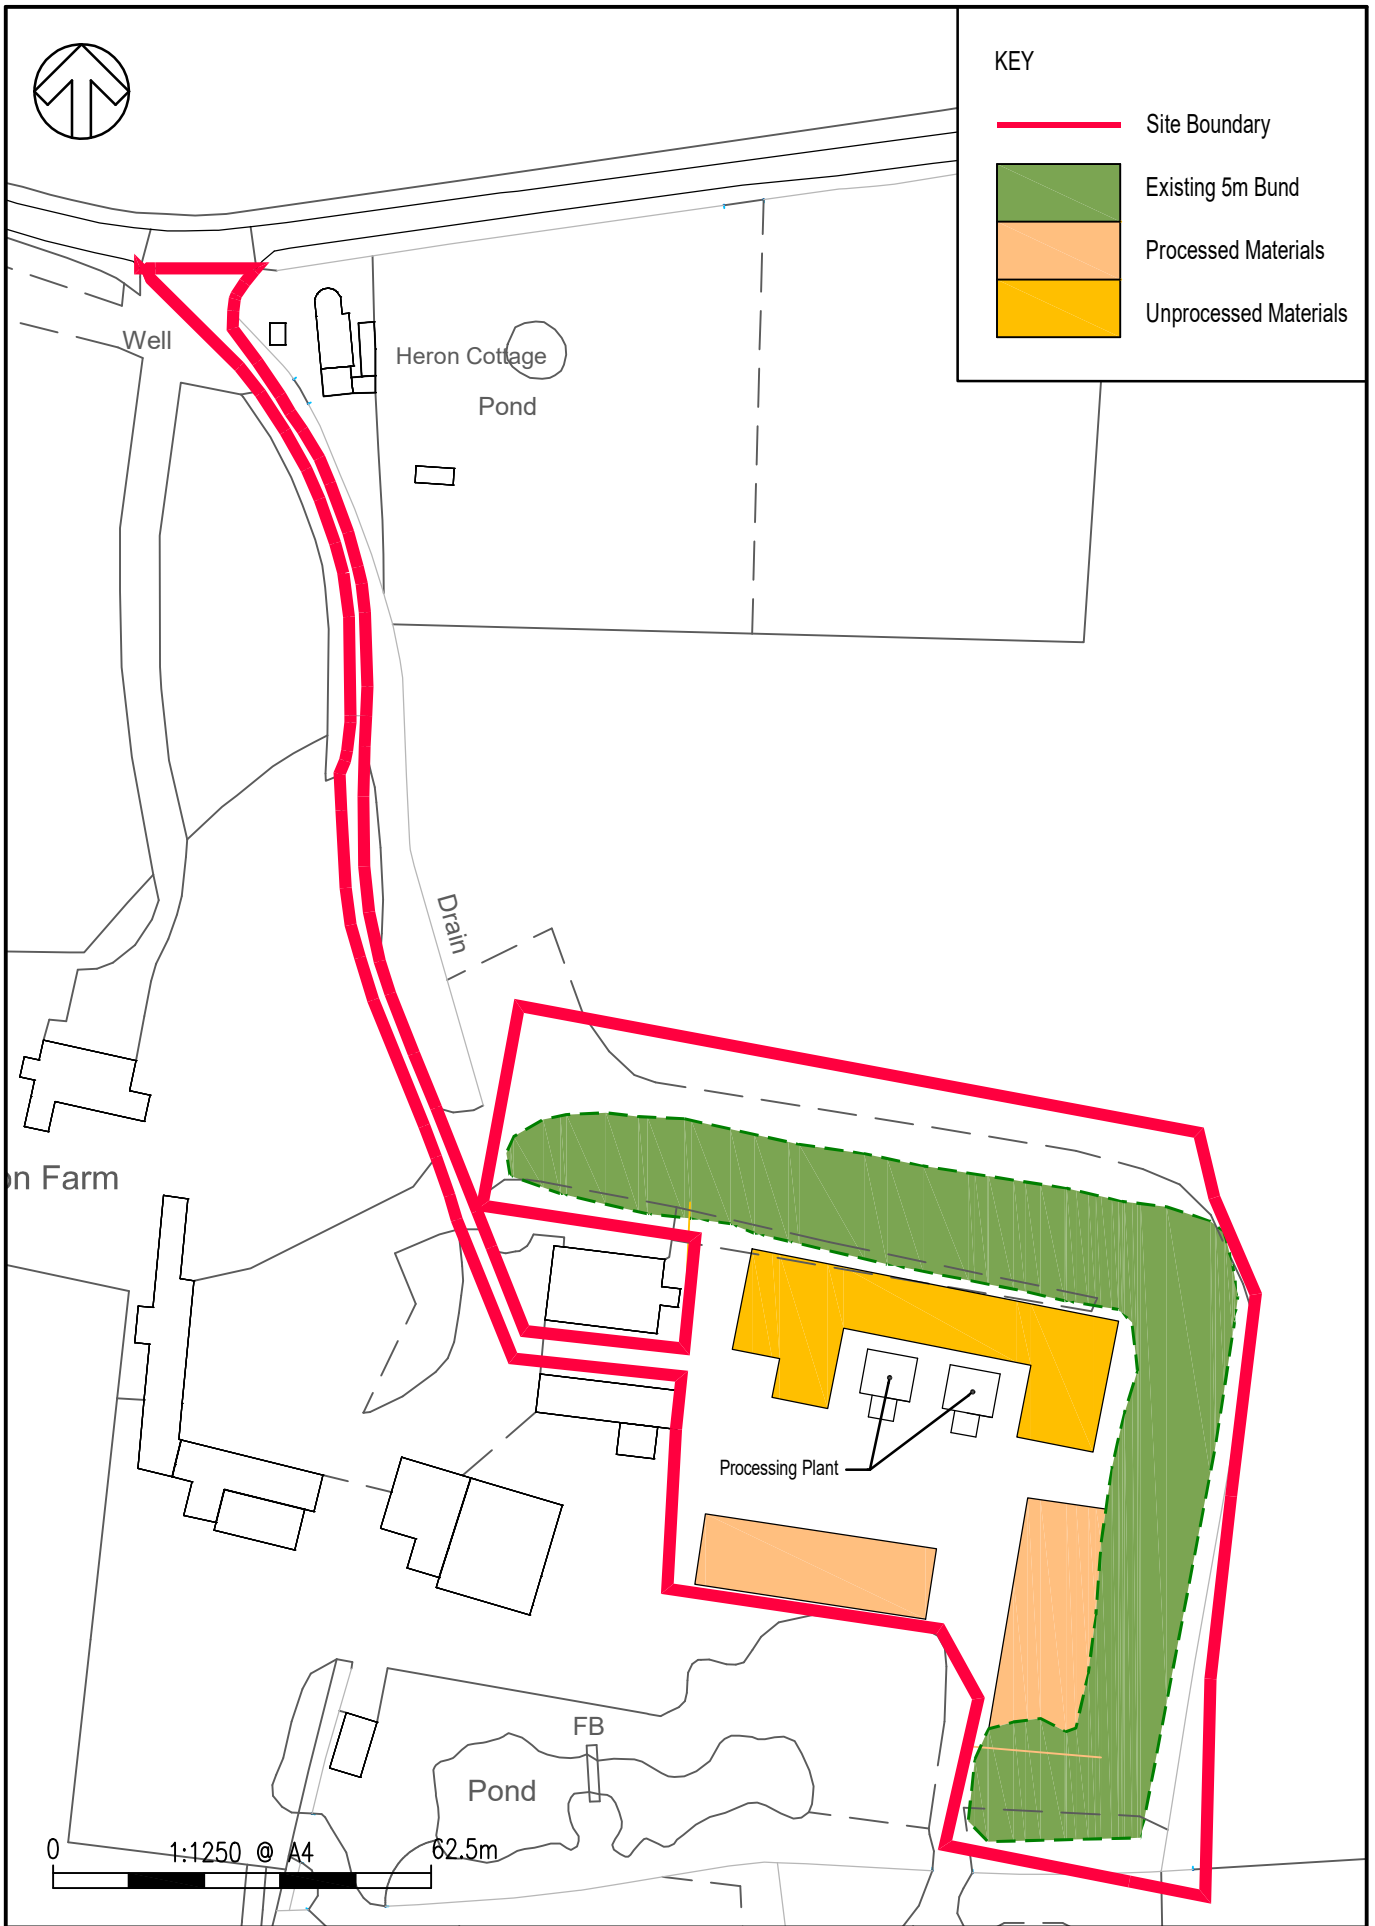 KEY
Site Boundary
Existing 5m Bund
Processed Materials
Unprocessed Materials
Well
Heron Cottage
Pond
Drain
on Farm
Processing Plant
FB
Pond
0 1:1250 @ A4 62.5m